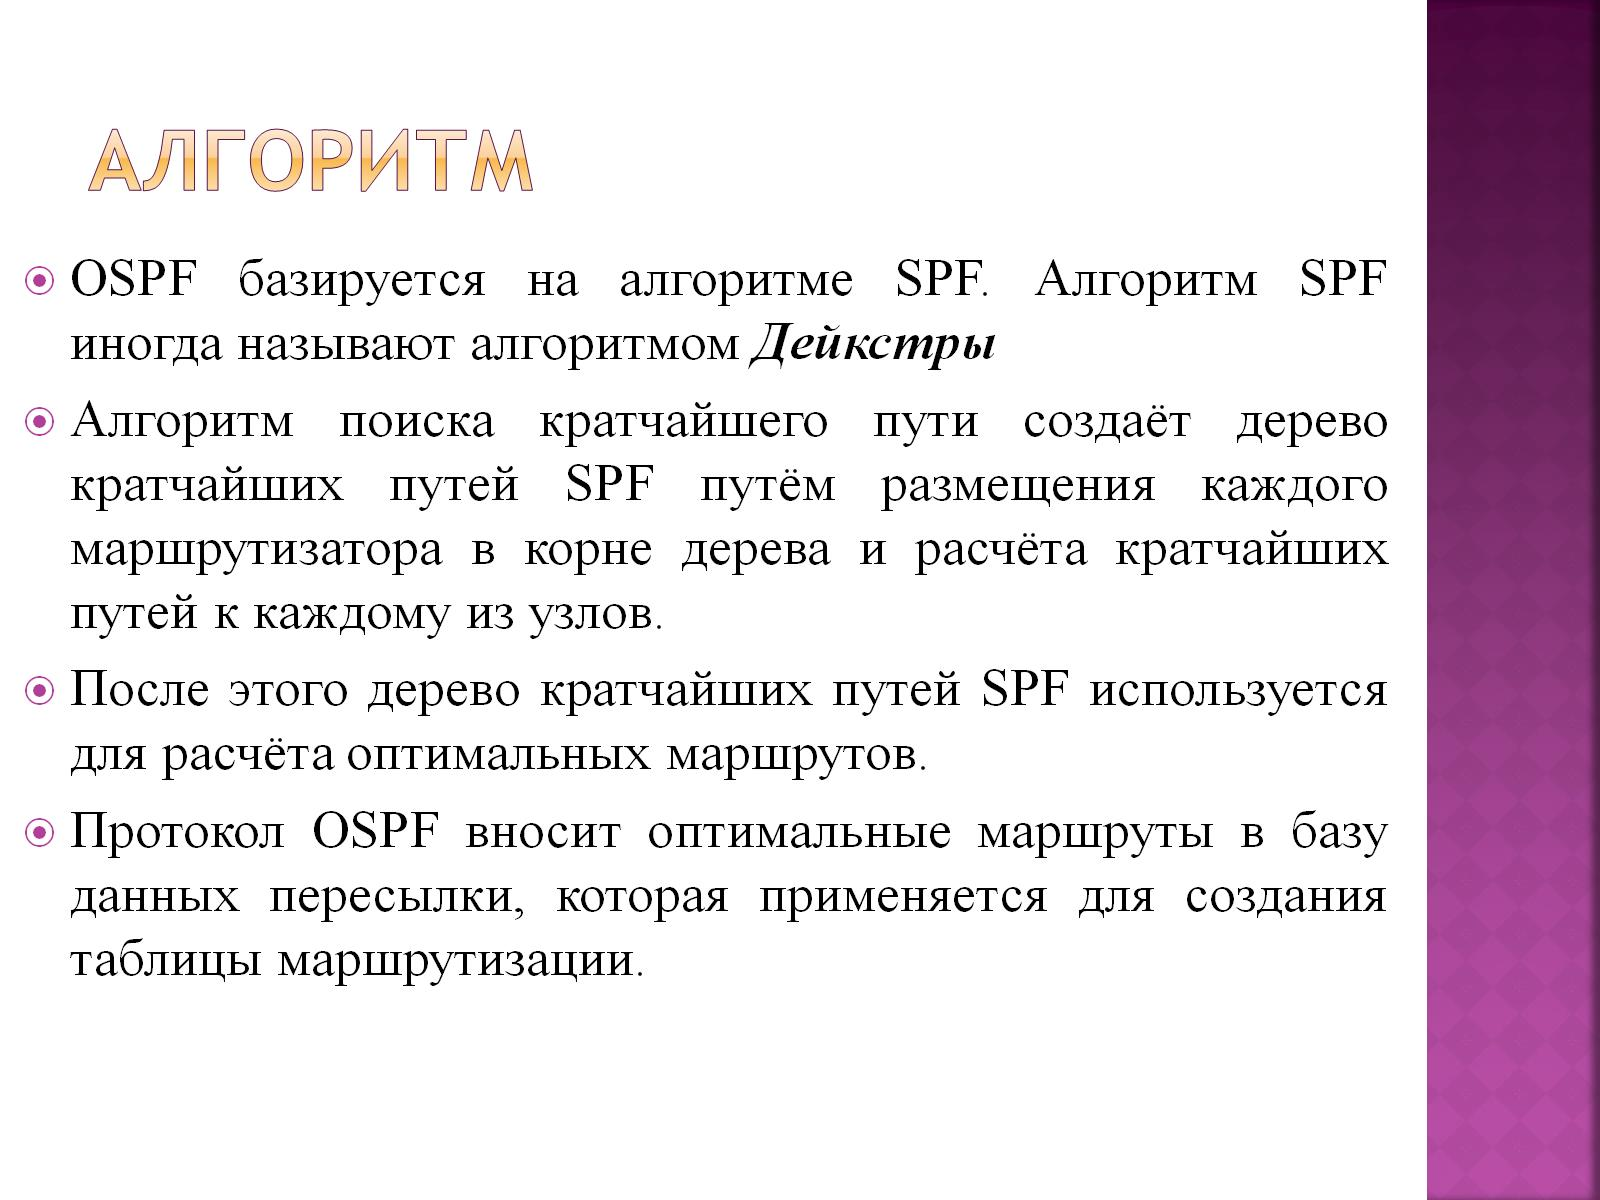 АЛГОРИТМ
OSPF базируется на алгоритме SPF. Алгоритм SPF
иногда называют алгоритмом Дейкстры
Алгоритм поиска кратчайшего пути создаёт дерево
кратчайших путей SPF путём размещения каждого
маршрутизатора в корне дерева и расчёта кратчайших
путей к каждому из узлов.
После этого дерево кратчайших путей SPF используется
для расчёта оптимальных маршрутов.
Протокол OSPF вносит оптимальные маршруты в базу
данных пересылки, которая применяется для создания
таблицы маршрутизации.